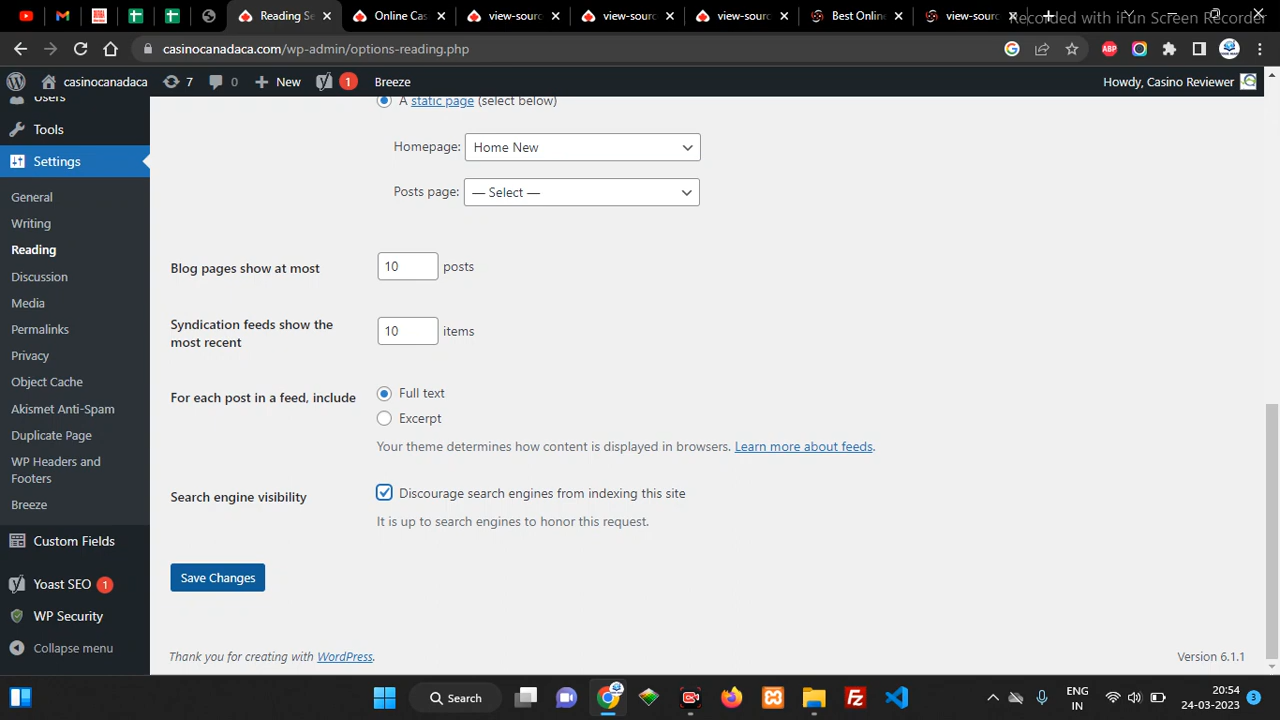 Reading Se
Online Cas
view-sourc
view-sourc
view-sourc
Best Online
view-sourc
Recorded with iFun Screen Recorder
casinocanadaca.com/wp-admin/options-reading.php
ABP
casinocanadaca 7 0 New 1 Breeze Howdy, Casino Reviewer
Users
Tools
Settings
General
Writing
Reading
Discussion
Media
Permalinks
Privacy
Object Cache
Akismet Anti-Spam
Duplicate Page
WP Headers and
Footers
Breeze
Custom Fields
Yoast SEO 1
WP Security
Collapse menu
A static page (select below)
Homepage: Home New
Posts page: — Select —
Blog pages show at most 10 posts
Syndication feeds show the
most recent 10 items
For each post in a feed, include Full text
Excerpt
Your theme determines how content is displayed in browsers. Learn more about feeds.
Search engine visibility Discourage search engines from indexing this site
It is up to search engines to honor this request.
Save Changes
Thank you for creating with WordPress. Version 6.1.1
Search
ENG
IN
20:54
24-03-2023
3